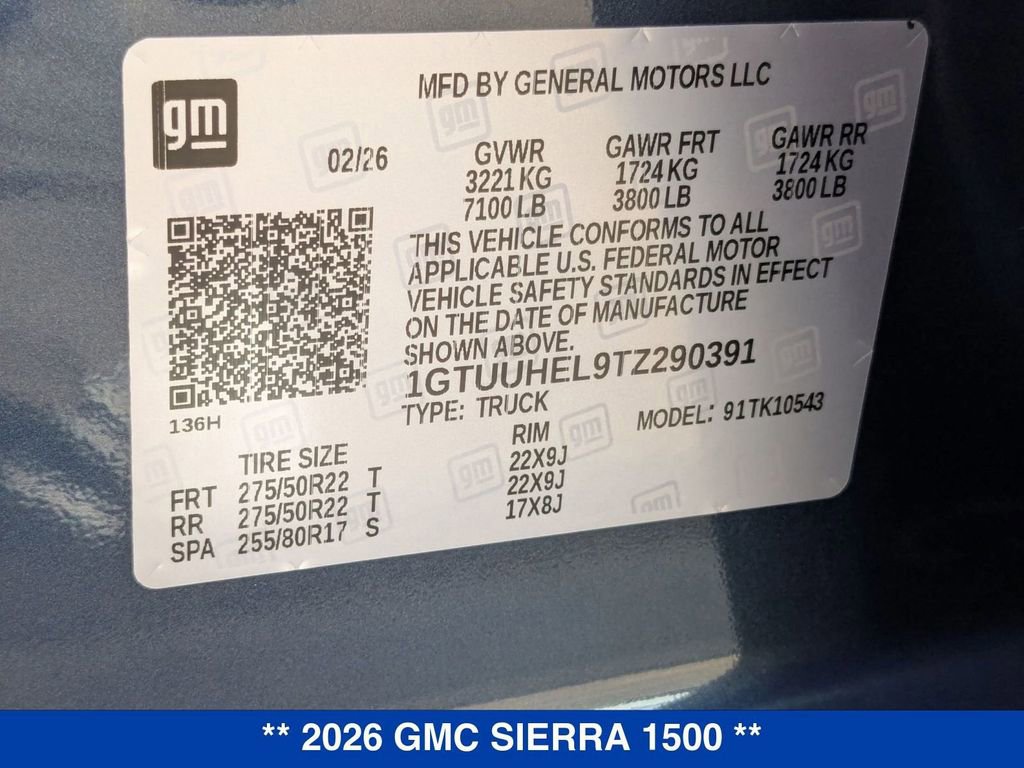 gm
MFD BY GENERAL MOTORS LLC
02/26
GVWR
3221 KG
7100 LB
GAWR FRT
1724 KG
3800 LB
GAWR RR
1724 KG
3800 LB
THIS VEHICLE CONFORMS TO ALL
APPLICABLE U.S. FEDERAL MOTOR
VEHICLE SAFETY STANDARDS IN EFFECT
ON THE DATE OF MANUFACTURE
SHOWN ABOVE.
1GTUUHEL9TZ290391
TYPE: TRUCK
MODEL: 91TK10543
136H
TIRE SIZE
RIM
FRT 275/50R22 T 22X9J
RR 275/50R22 T 22X9J
SPA 255/80R17 S 17X8J
** 2026 GMC SIERRA 1500 **